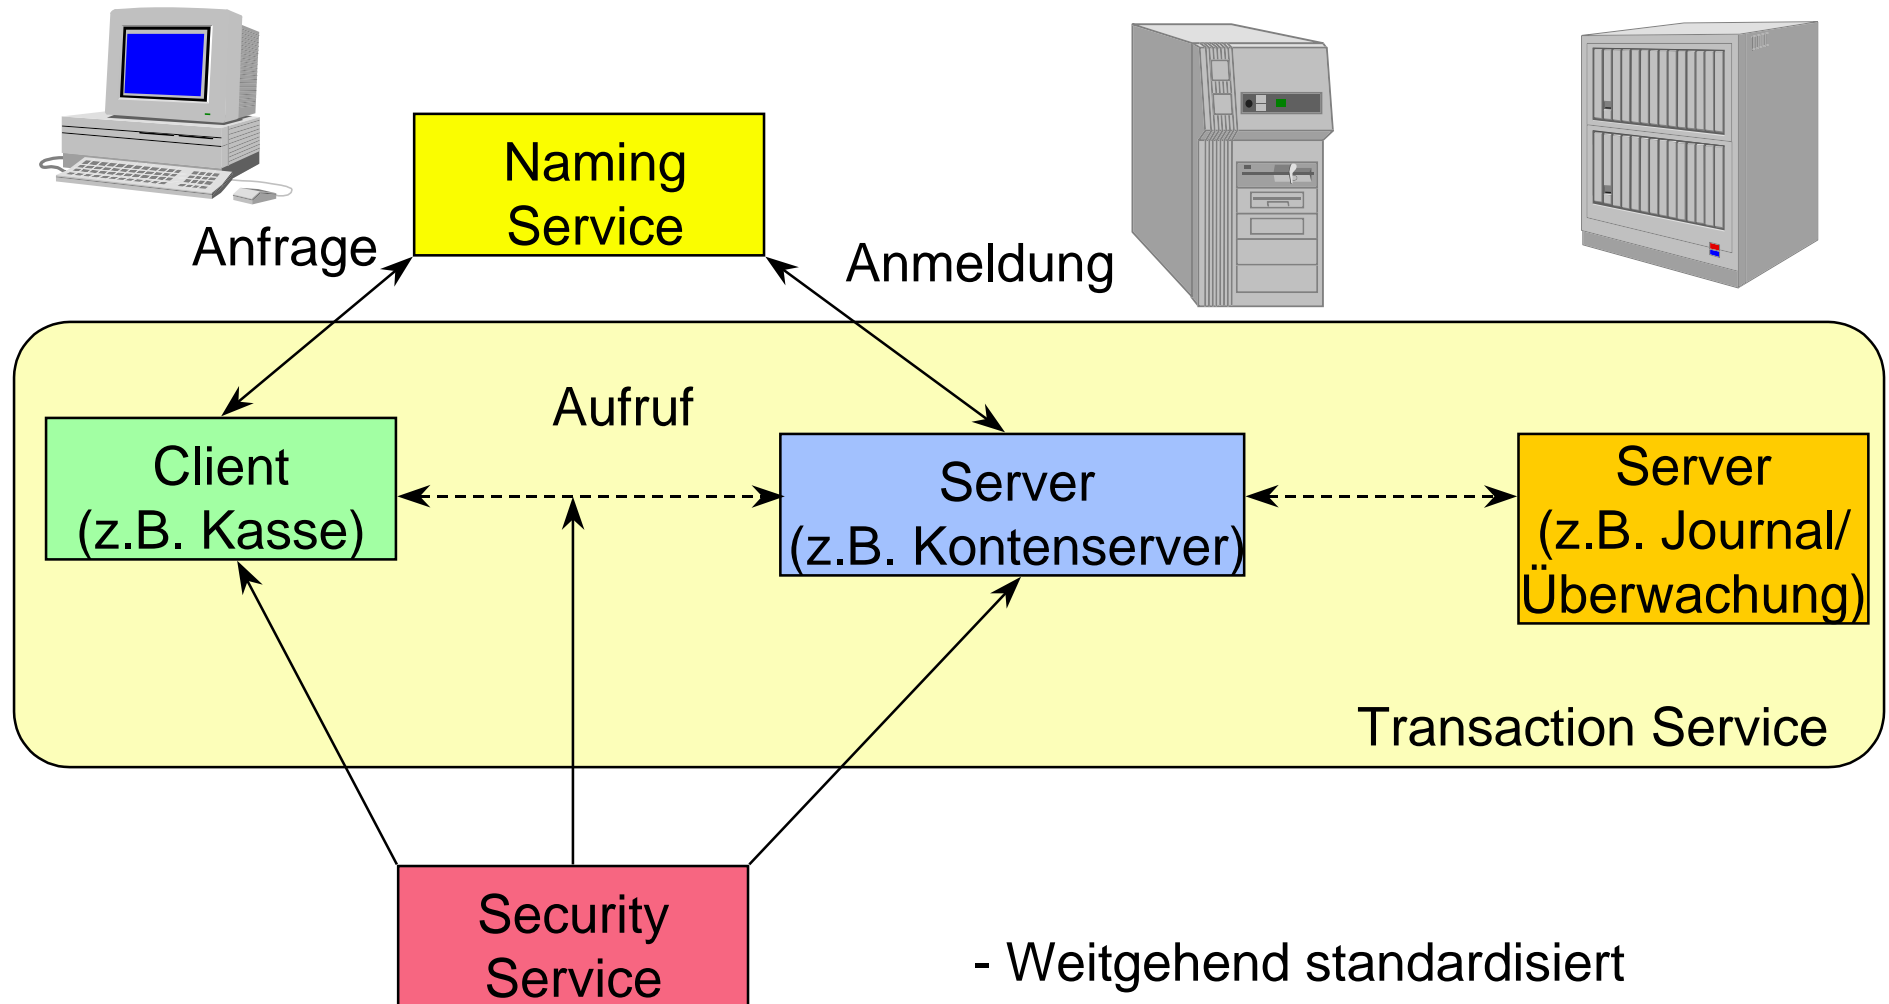 Naming
Service
Anfrage
Anmeldung
Aufruf
Client
(z.B. Kasse)
Server
(z.B. Kontenserver)
Server
(z.B. Journal/
Überwachung)
Transaction Service
Security
Service
- Weitgehend standardisiert